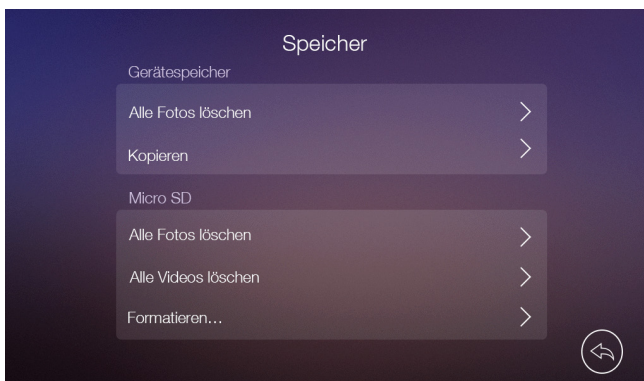 Speicher
Gerätespeicher
Alle Fotos löschen
Kopieren
Micro SD
Alle Fotos löschen
Alle Videos löschen
Formatieren...